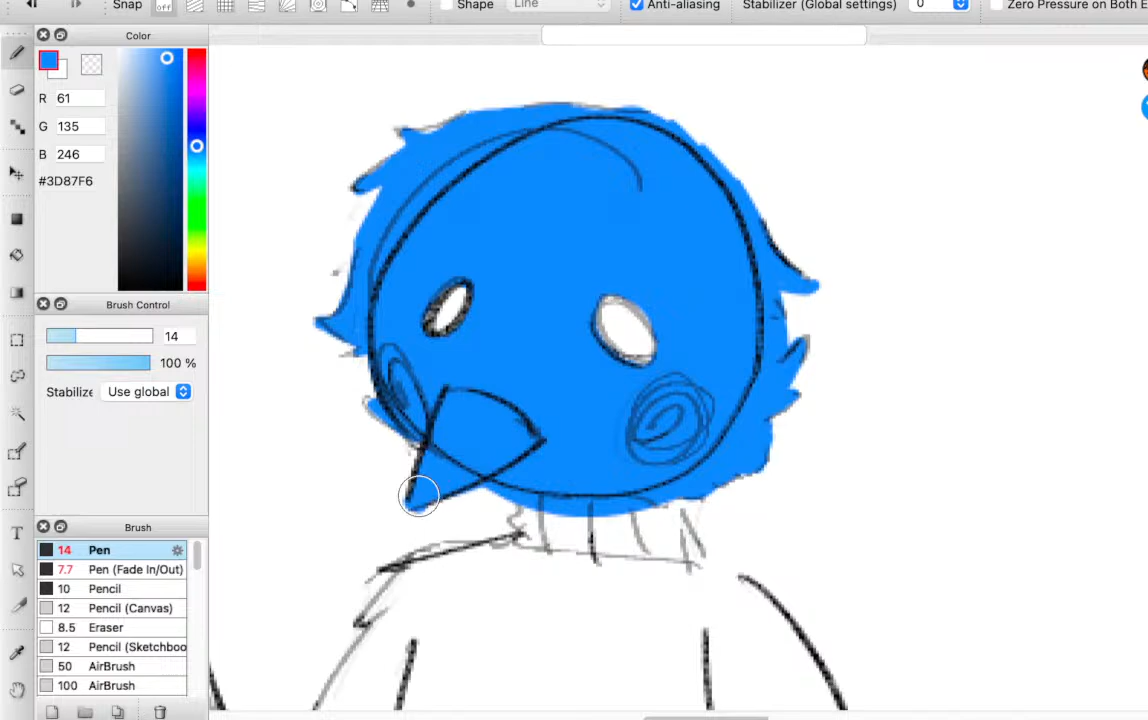 Snap off Shape Line Anti-aliasing Stabilizer (Global settings) 0 Zero Pressure on Both E
Color
R 61
G 135
B 246
#3D87F6
Brush Control
14
100 %
Stabilize Use global
Brush
14 Pen
7.7 Pen (Fade In/Out)
10 Pencil
12 Pencil (Canvas)
8.5 Eraser
12 Pencil (Sketchboo
50 AirBrush
100 AirBrush
T